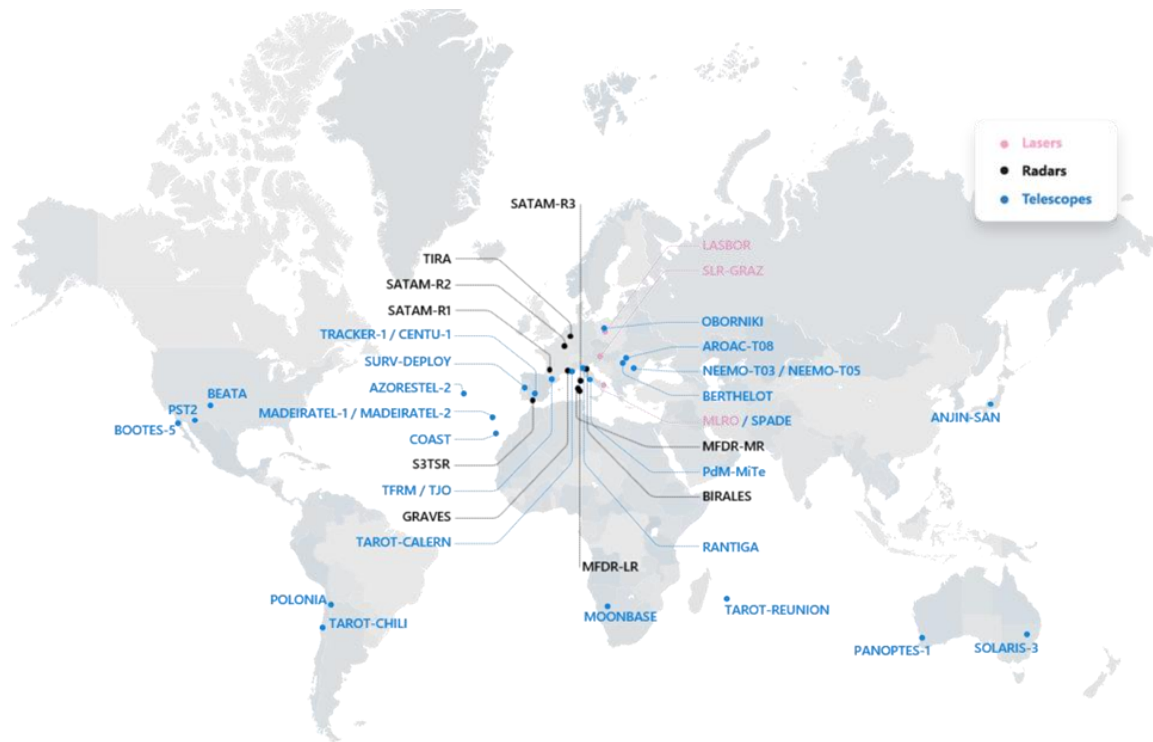 Lasers
Radars
Telescopes
SATAM-R3
TIRA
SATAM-R2
SATAM-R1
TRACKER-1 / CENTU-1
SURV-DEPLOY
AZORESTEL-2
MADEIRATEL-1 / MADEIRATEL-2
COAST
S3TSR
TFRM / TJO
GRAVES
TAROT-CALERN
LASBOR
SLR-GRAZ
OBORNIKI
AROAC-T08
NEEMO-T03 / NEEMO-T05
BERTHELOT
MLRO / SPADE
MFDR-MR
PdM-MiTe
BIRALES
RANTIGA
MFDR-LR
BEATA
PST2
BOOTES-5
ANJIN-SAN
POLONIA
TAROT-CHILI
MOONBASE
TAROT-REUNION
PANOPTES-1
SOLARIS-3